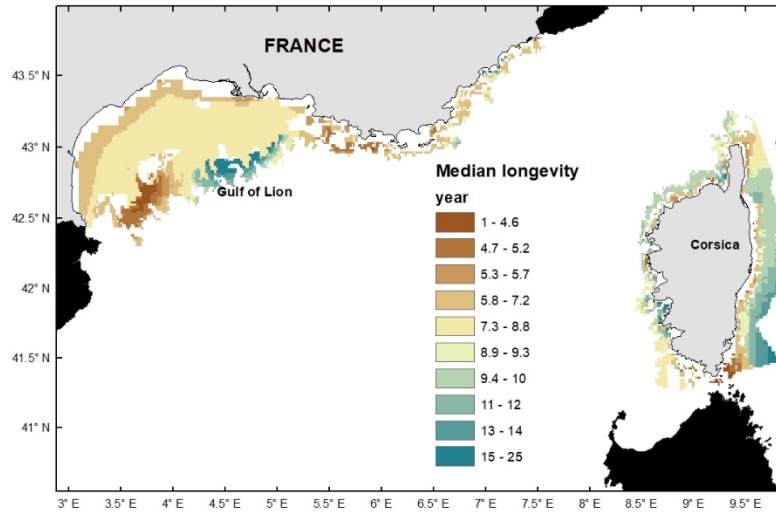 FRANCE
43.5° N
43° N
42.5° N
42° N
41.5° N
41° N
Gulf of Lion
Corsica
Median longevity
year
1 - 4.6
4.7 - 5.2
5.3 - 5.7
5.8 - 7.2
7.3 - 8.8
8.9 - 9.3
9.4 - 10
11 - 12
13 - 14
15 - 25
3° E 3.5° E 4° E 4.5° E 5° E 5.5° E 6° E 6.5° E 7° E 7.5° E 8° E 8.5° E 9° E 9.5° E